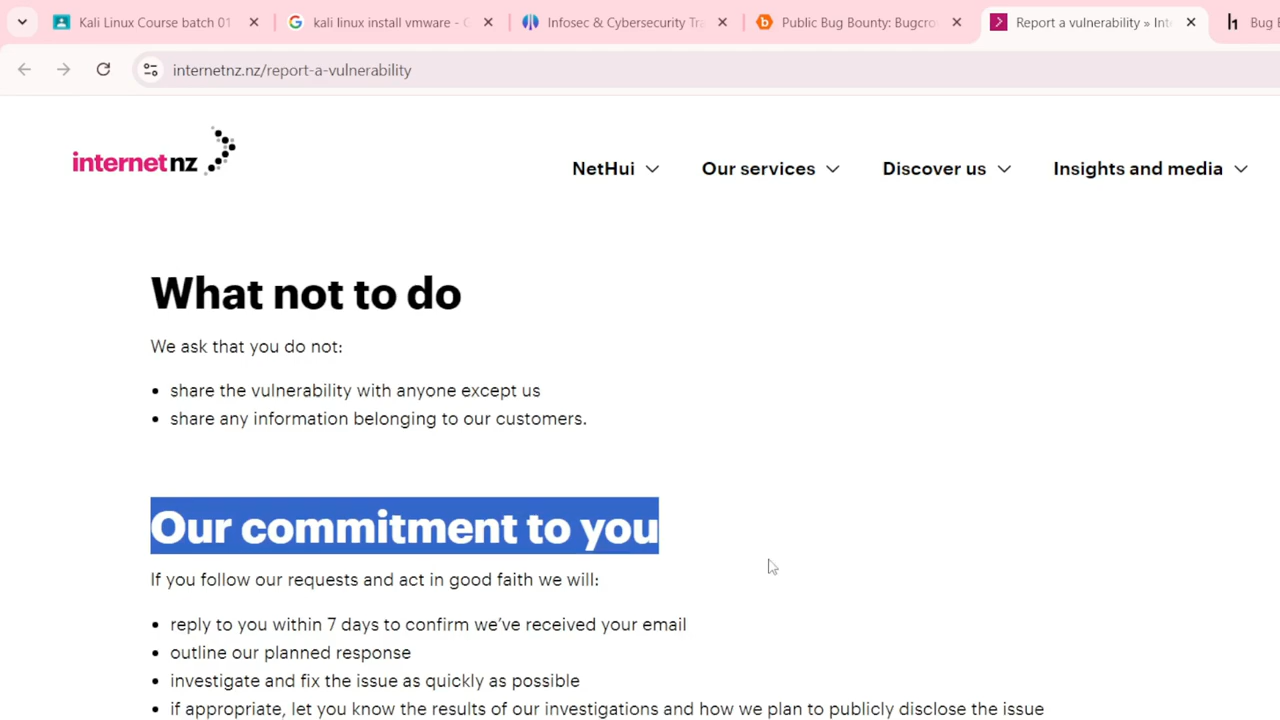 Kali Linux Course batch 01
kali linux install vmware - G
Infosec & Cybersecurity Tra
Public Bug Bounty: Bugcro
Report a vulnerability » Int
Bug B
internetnz.nz/report-a-vulnerability
internetnz
NetHui
Our services
Discover us
Insights and media
What not to do
We ask that you do not:
• share the vulnerability with anyone except us
• share any information belonging to our customers.
Our commitment to you
If you follow our requests and act in good faith we will:
• reply to you within 7 days to confirm we've received your email
• outline our planned response
• investigate and fix the issue as quickly as possible
• if appropriate, let you know the results of our investigations and how we plan to publicly disclose the issue